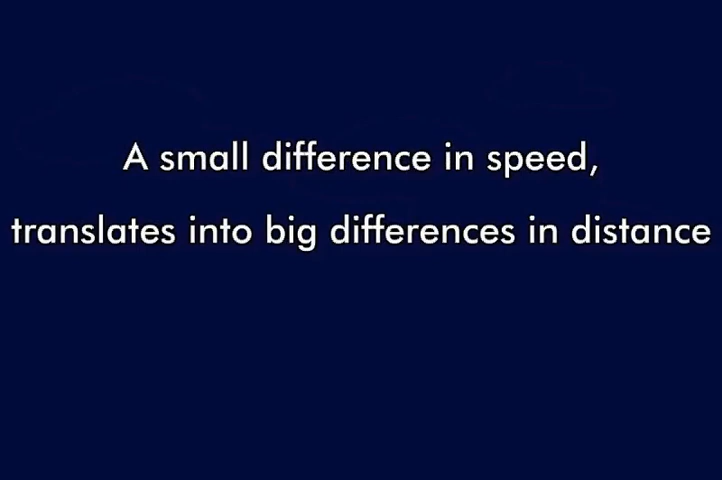 A small difference in speed,
translates into big differences in distance